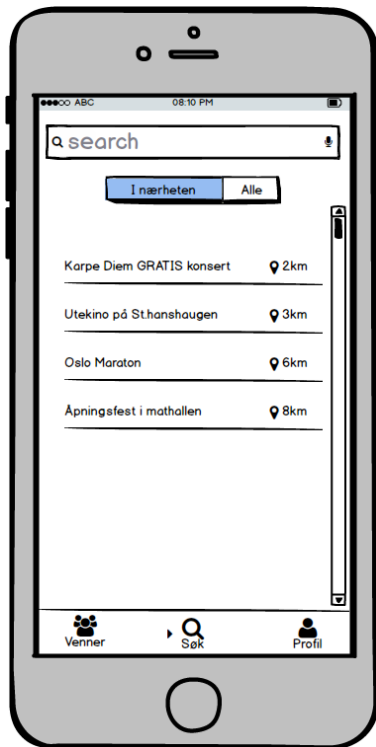 ABC 08:10 PM
search
I nærheten Alle
Karpe Diem GRATIS konsert 2km
Utekino på St.hanshaugen 3km
Oslo Maraton 6km
Åpningsfest i mathallen 8km
Venner Søk Profil